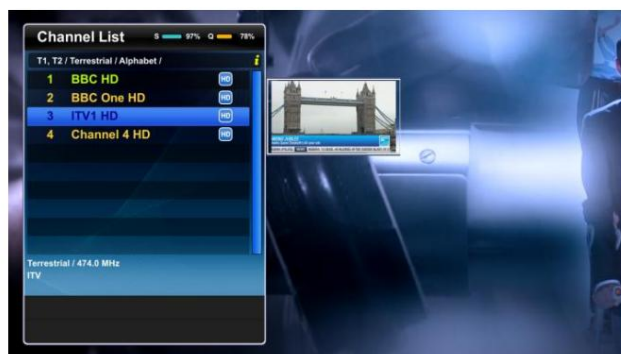 Channel List S 97% Q 78%
T1, T2 / Terrestrial / Alphabet / i
1 BBC HD HD
2 BBC One HD HD
3 ITV1 HD HD
4 Channel 4 HD HD
Terrestrial / 474.0 MHz
ITV